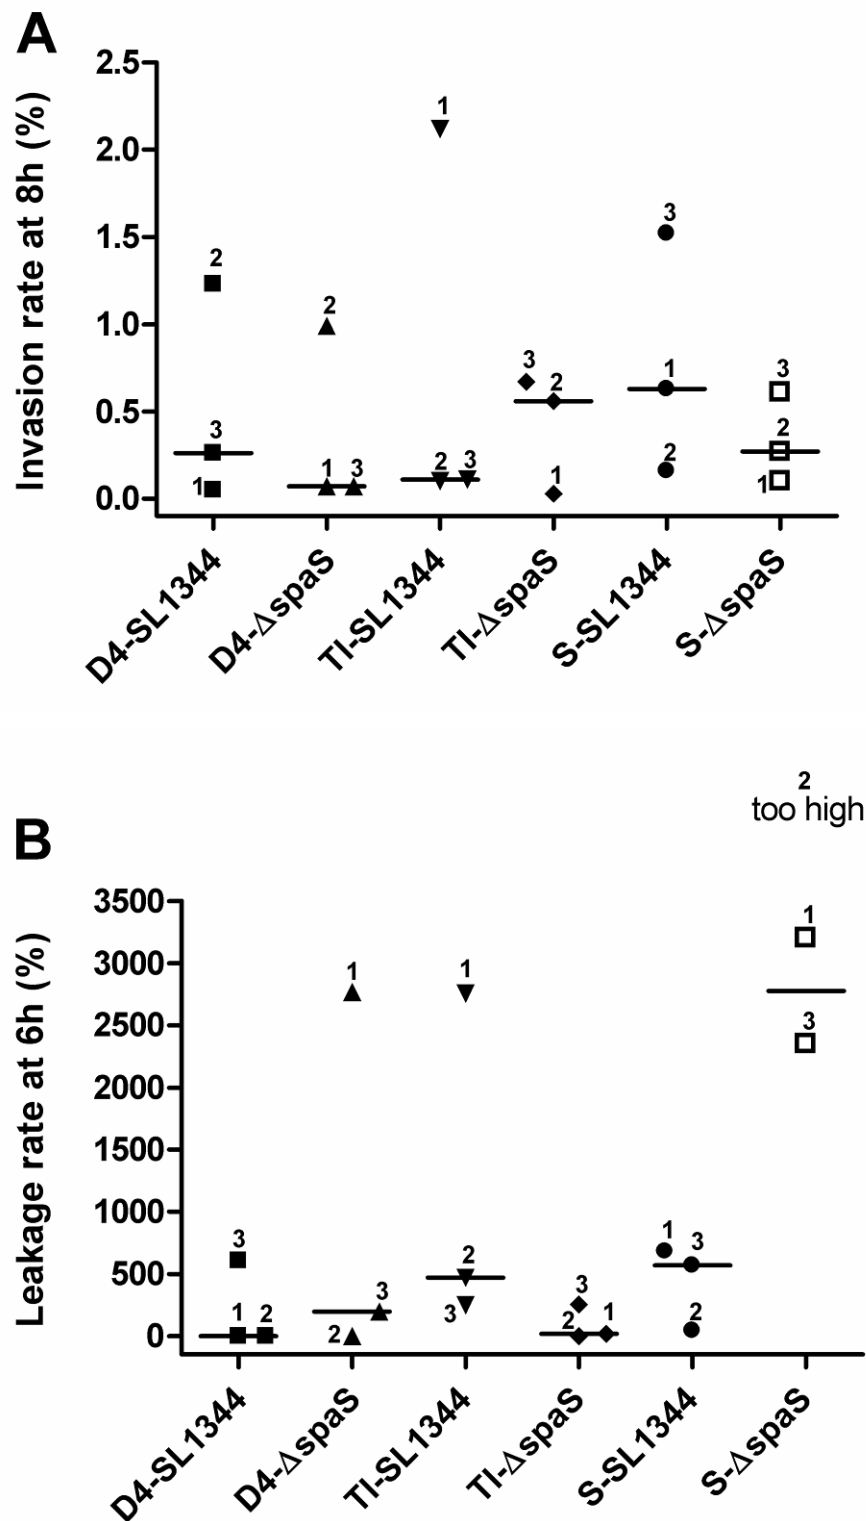 A
Invasion rate at 8h (%)
2.5
2.0
1.5
1.0
0.5
0.0
2
3
1
2
1 3
1
2 3
3
2
1
3
1
2
3
2
1
D4-SL1344
D4-ΔspaS
TI-SL1344
TI-ΔspaS
S-SL1344
S-ΔspaS
2
too high
B
Leakage rate at 6h (%)
3500
3000
2500
2000
1500
1000
500
0
3
1 2
1
3
2
1
2
3
3
2 1
1 3
2
1
3
D4-SL1344
D4-ΔspaS
TI-SL1344
TI-ΔspaS
S-SL1344
S-ΔspaS